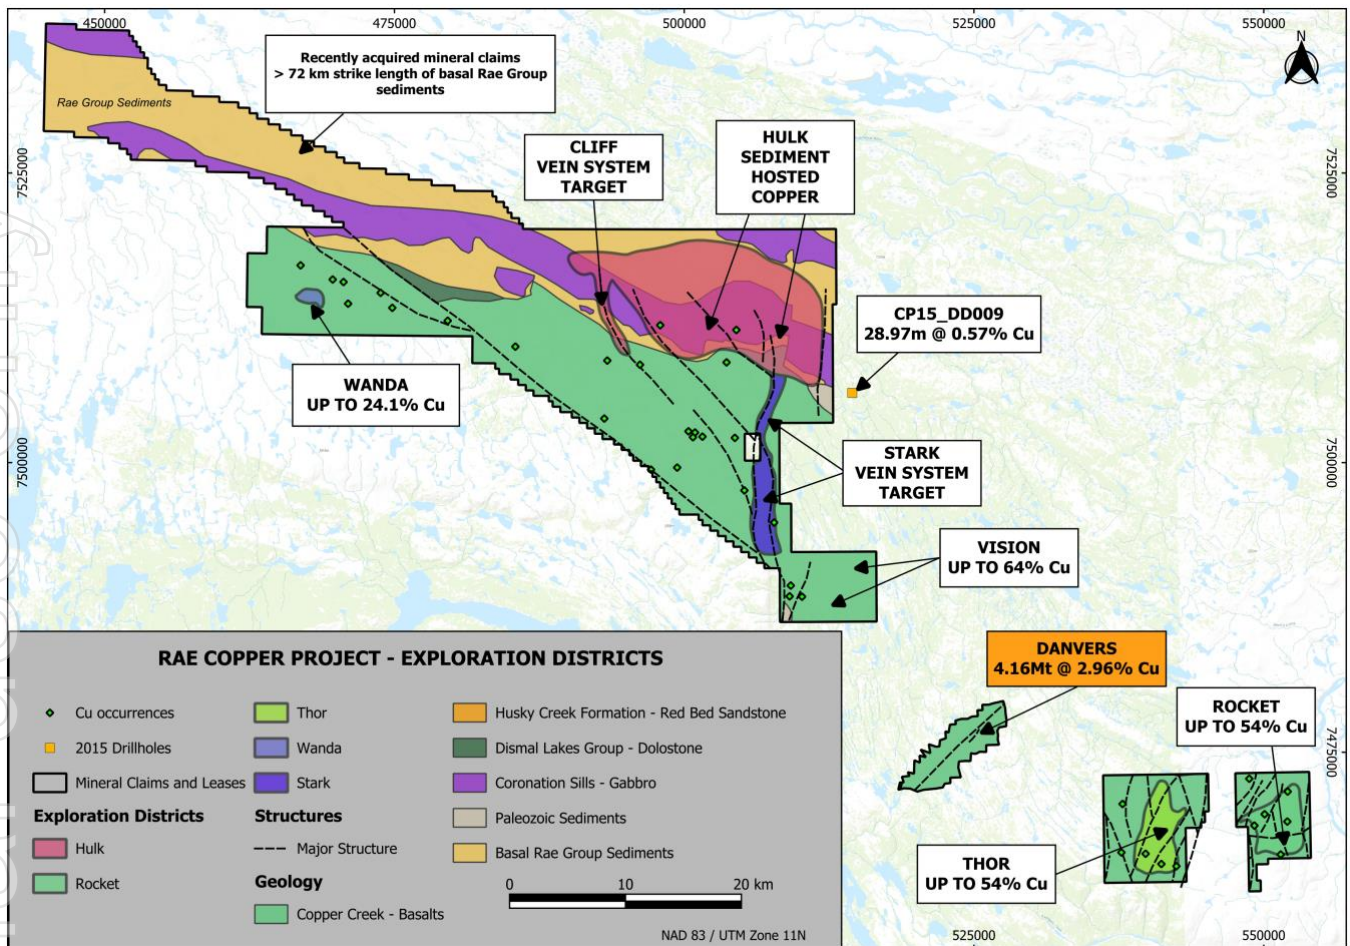 450000
475000
500000
525000
550000
N
Recently acquired mineral claims
> 72 km strike length of basal Rae Group
sediments
Rae Group Sediments
CLIFF
VEIN SYSTEM
TARGET
HULK
SEDIMENT
HOSTED
COPPER
7525000
7525000
CP15_DD009
28.97m @ 0.57% Cu
WANDA
UP TO 24.1% Cu
7500000
7500000
STARK
VEIN SYSTEM
TARGET
VISION
UP TO 64% Cu
DANVERS
4.16Mt @ 2.96% Cu
ROCKET
UP TO 54% Cu
7475000
THOR
UP TO 54% Cu
525000
550000
RAE COPPER PROJECT - EXPLORATION DISTRICTS
Cu occurrences
2015 Drillholes
Mineral Claims and Leases
Exploration Districts
Hulk
Rocket
Thor
Wanda
Stark
Structures
Major Structure
Geology
Copper Creek - Basalts
Husky Creek Formation - Red Bed Sandstone
Dismal Lakes Group - Dolostone
Coronation Sills - Gabbro
Paleozoic Sediments
Basal Rae Group Sediments
0 10 20 km
NAD 83 / UTM Zone 11N